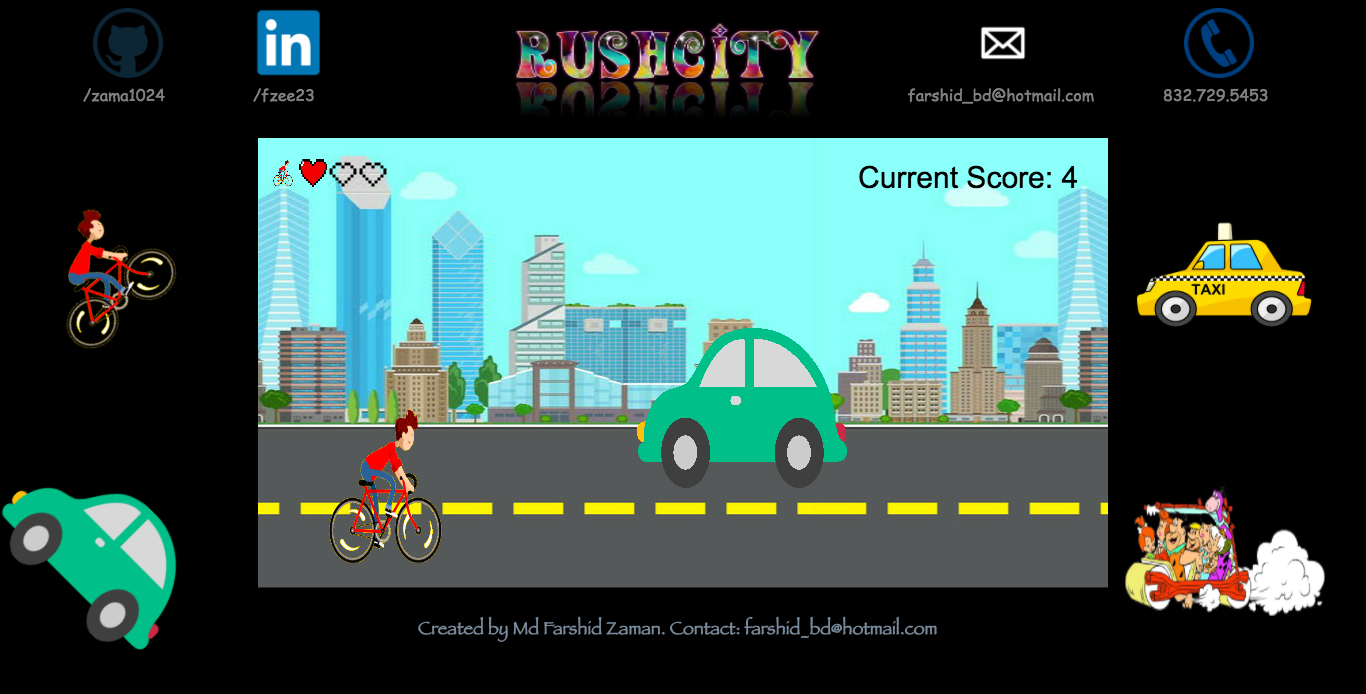 in
RUSHCITY
/zama1024
/fzee23
farshid_bd@hotmail.com
832.729.5453
Current Score: 4
TAXI
Created by Md Farshid Zaman. Contact: farshid_bd@hotmail.com